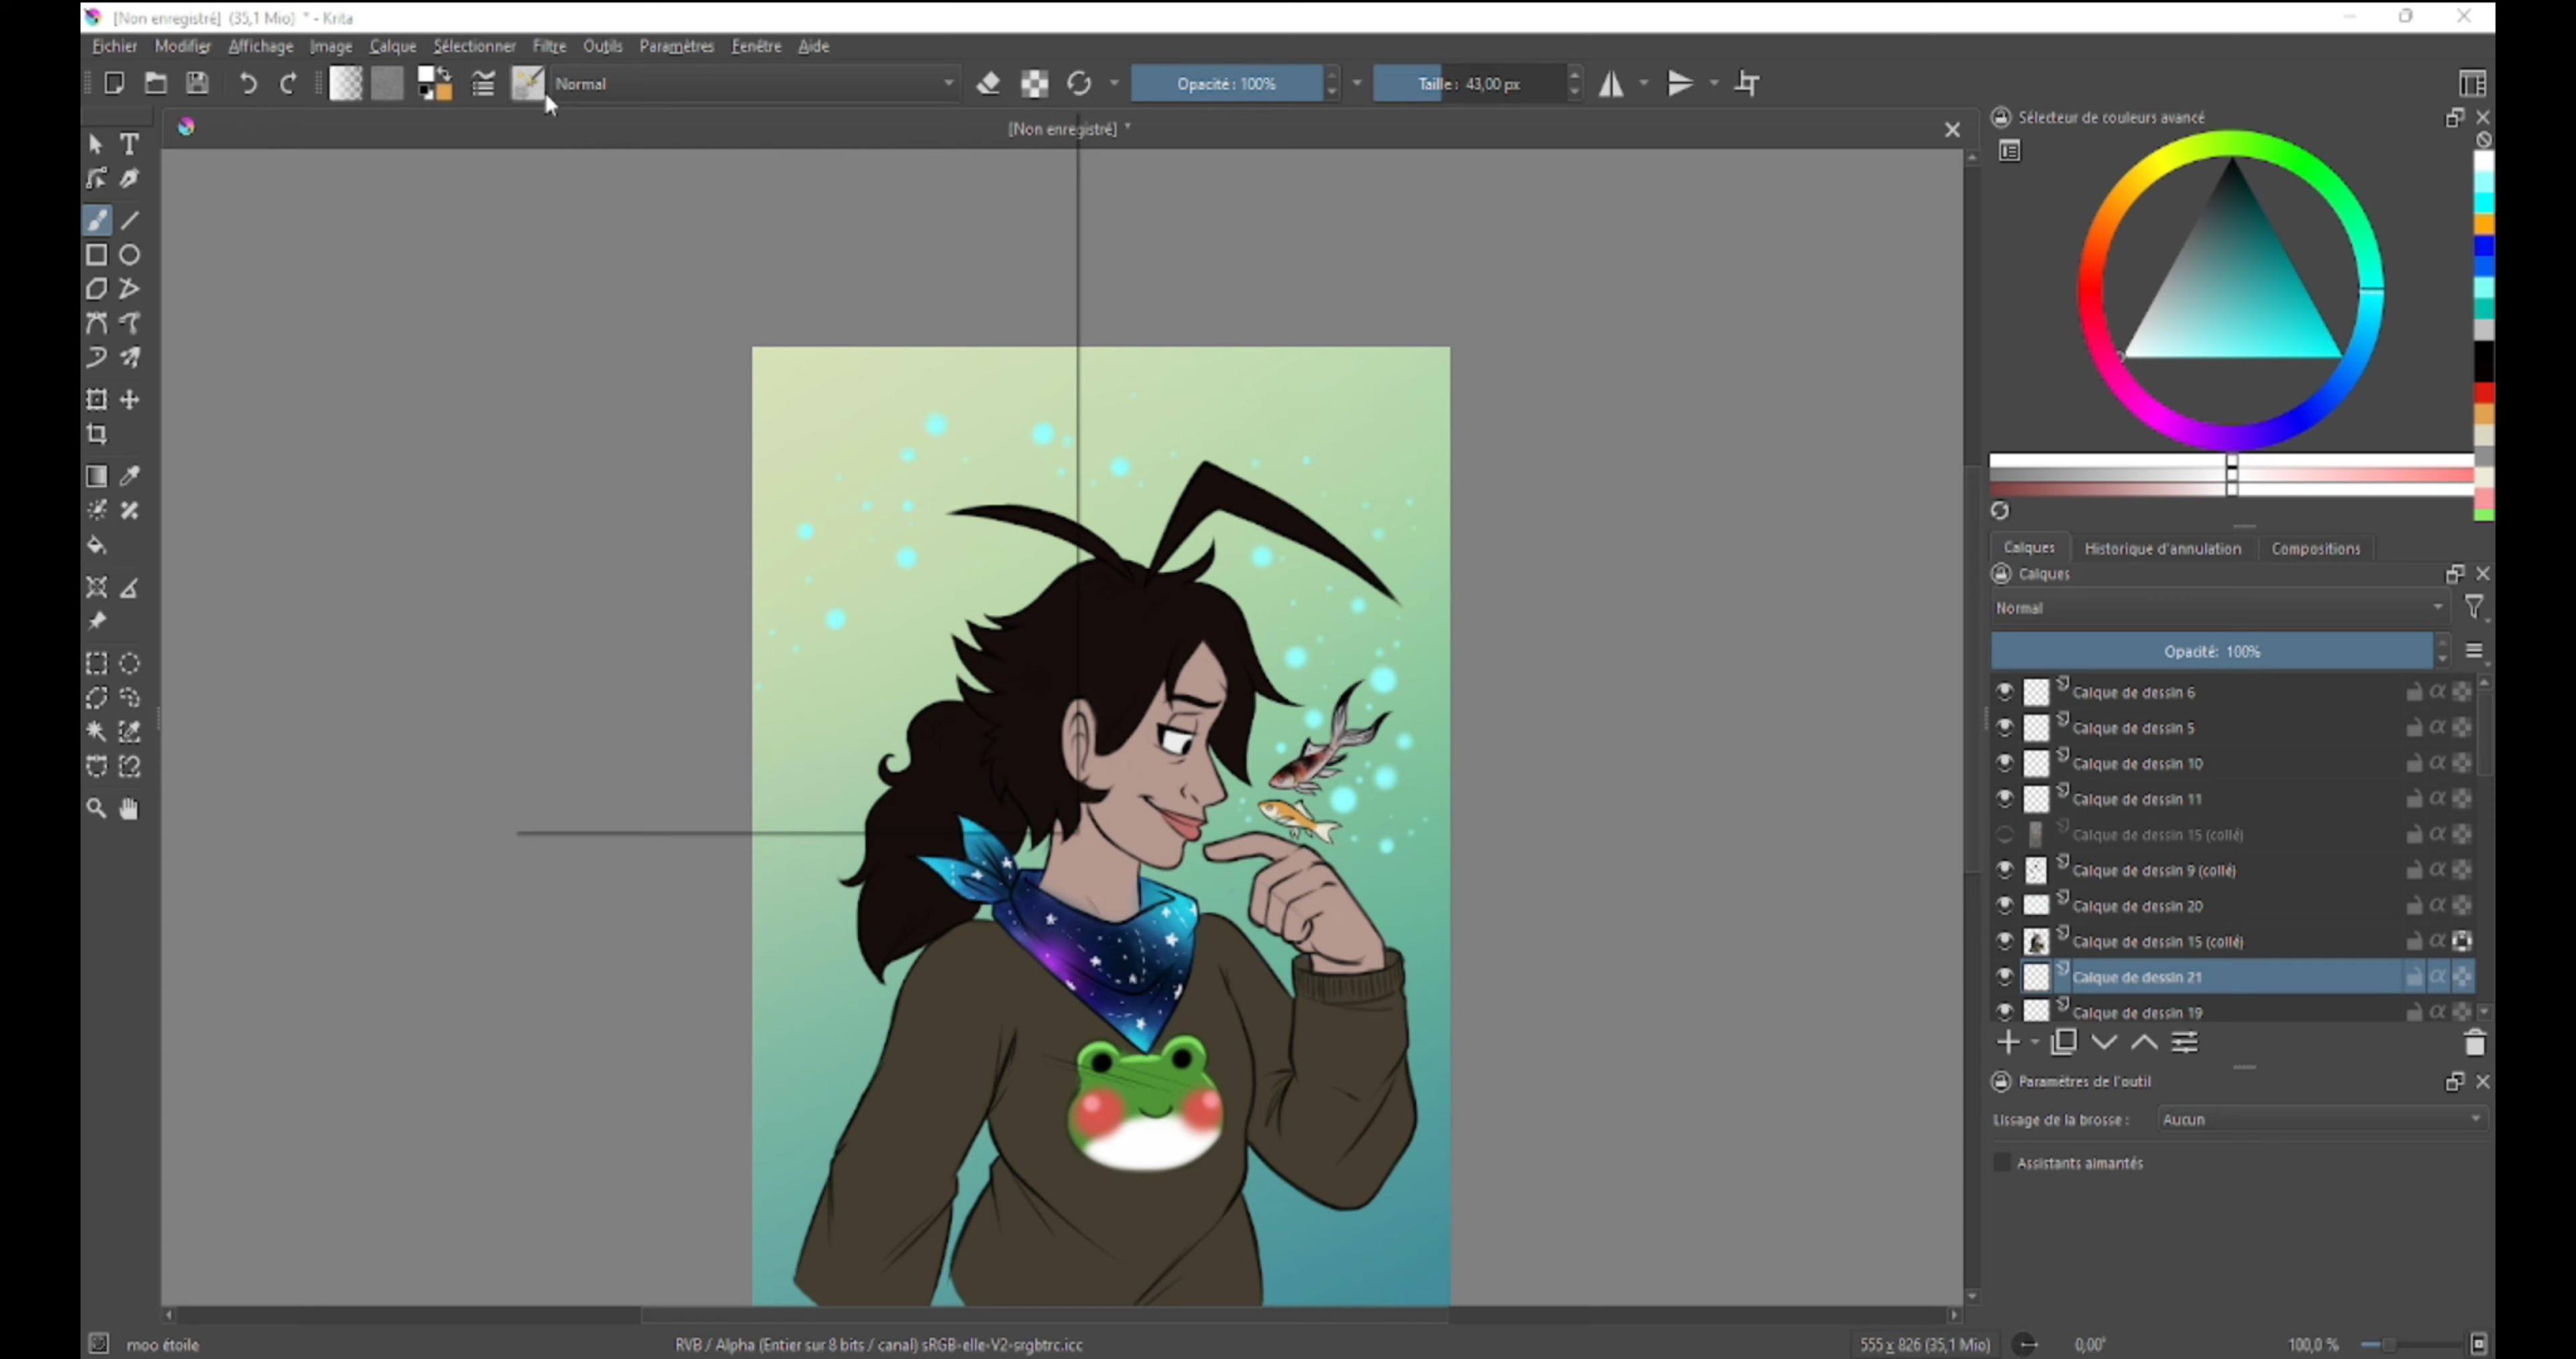 [Non enregistré] (35,1 Mio) * - Krita
Fichier Modifier Affichage Image Calque Sélectionner Filtre Outils Paramètres Fenêtre Aide
Normal Opacité : 100% Taille : 43,00 px
[Non enregistré] *
Sélecteur de couleurs avancé
Calques Historique d'annulation Compositions
Calques
Normal
Opacité: 100%
Calque de dessin 6
Calque de dessin 5
Calque de dessin 10
Calque de dessin 11
Calque de dessin 15 (collé)
Calque de dessin 9 (collé)
Calque de dessin 20
Calque de dessin 15 (collé)
Calque de dessin 21
Calque de dessin 19
Paramètres de l'outil
Lissage de la brosse : Aucun
Assistants aimantés
moo étoile RVB / Alpha (Entier sur 8 bits / canal) sRGB-elle-V2-srgbtrc.icc 555 x 826 (35,1 Mio) 0,00° 100,0 %